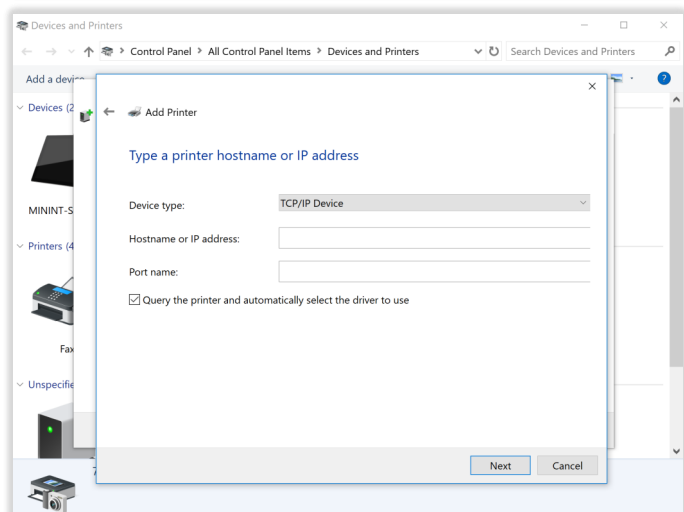 Devices and Printers
Control Panel > All Control Panel Items > Devices and Printers
Search Devices and Printers
Add a device
Devices (2
Add Printer
Type a printer hostname or IP address
Device type:
TCP/IP Device
MININT-S
Hostname or IP address:
Printers (4
Port name:
Query the printer and automatically select the driver to use
Fax
Unspecifie
Next
Cancel
7